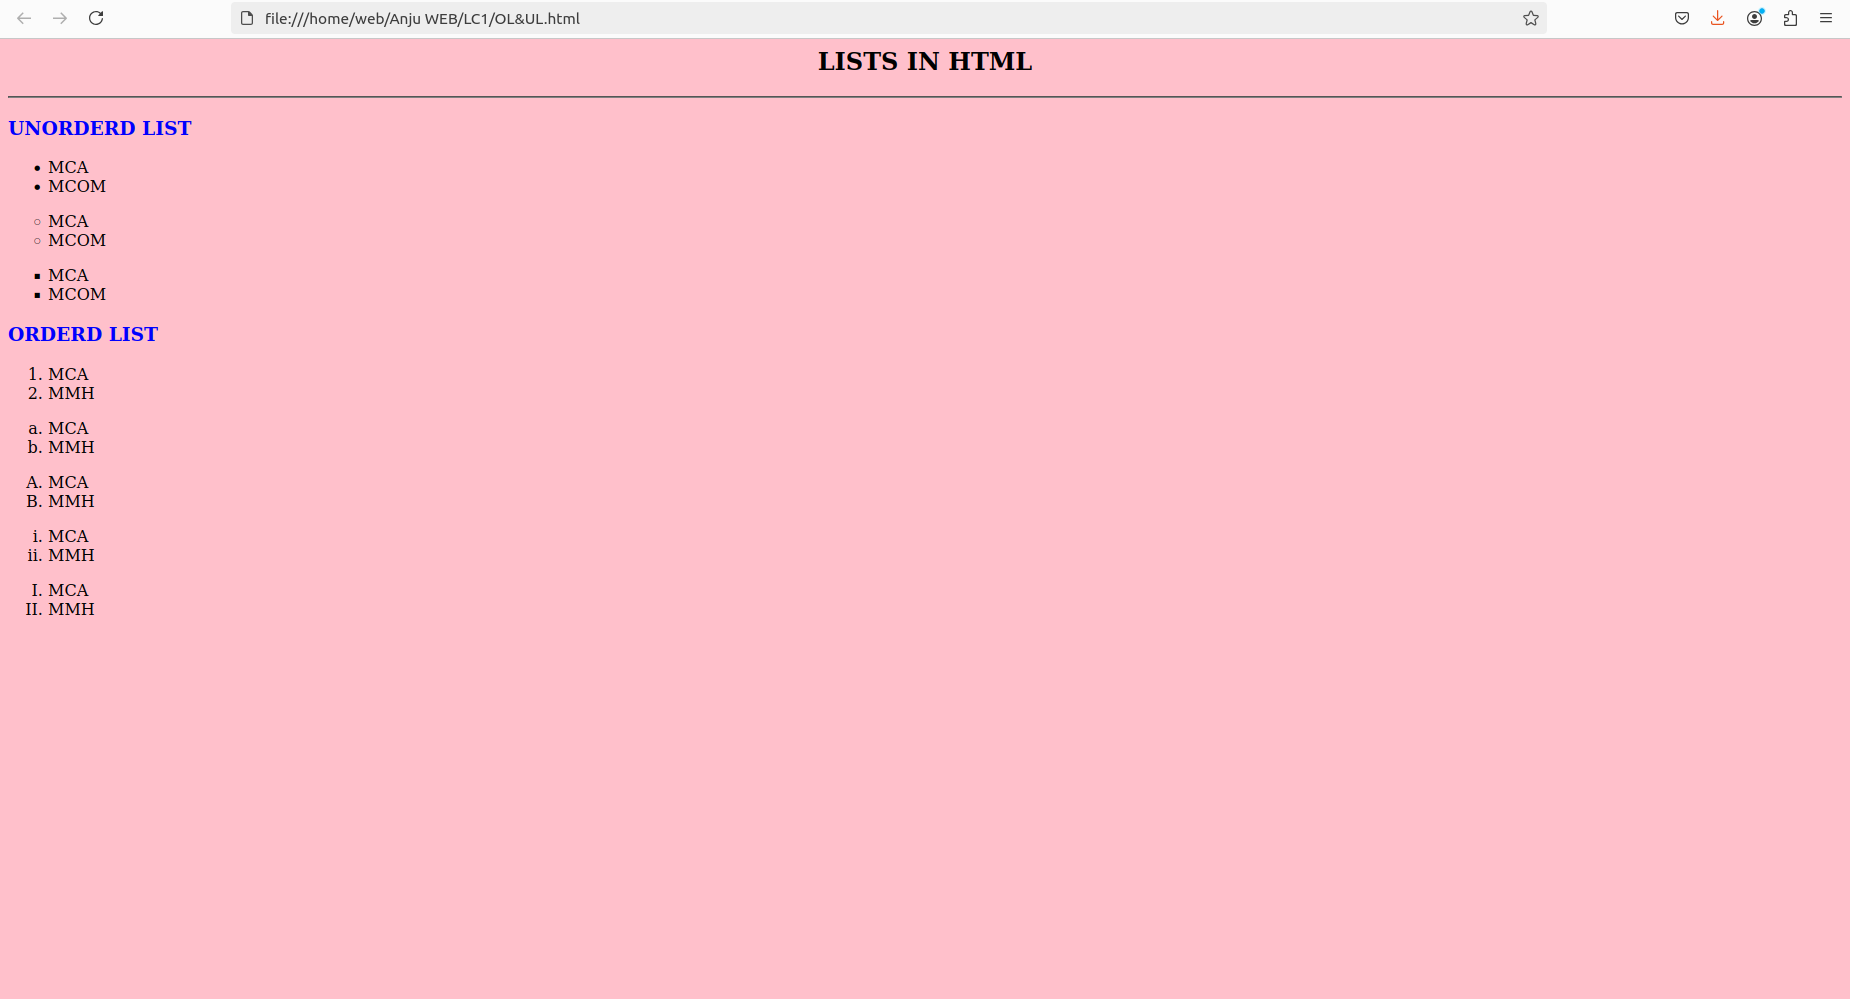 file:///home/web/Anju WEB/LC1/OL&UL.html
LISTS IN HTML
UNORDERD LIST
• MCA
• MCOM
○ MCA
○ MCOM
▪ MCA
▪ MCOM
ORDERD LIST
1. MCA
2. MMH
a. MCA
b. MMH
A. MCA
B. MMH
i. MCA
ii. MMH
I. MCA
II. MMH